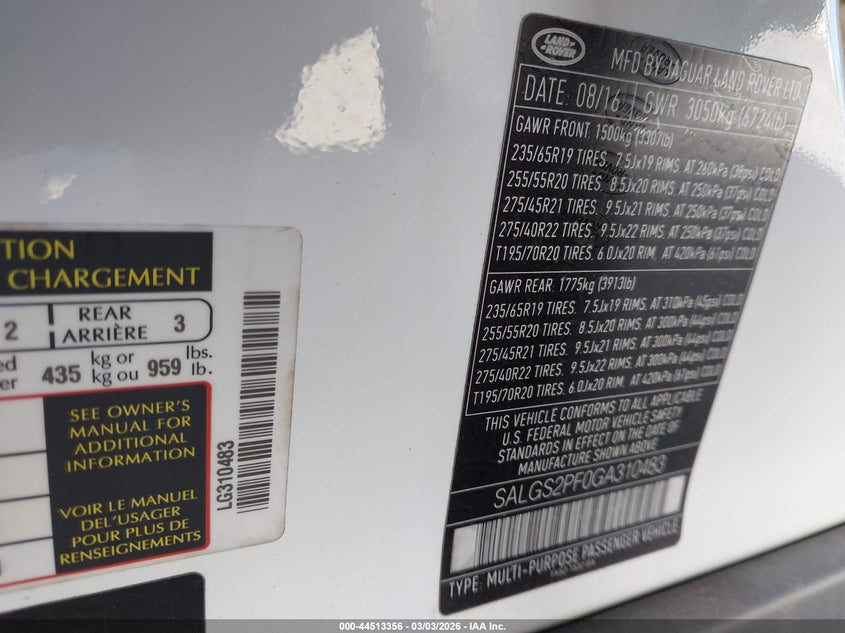 TION
CHARGEMENT
2 REAR ARRIÈRE 3
435 kg or kg ou 959 lbs. lb.
SEE OWNER'S
MANUAL FOR
ADDITIONAL
INFORMATION
VOIR LE MANUEL
DEL'USAGER
POUR PLUS DE
RENSEIGNEMENTS
LG310483
LAND ROVER
MFD BY JAGUAR LAND ROVER LTD
DATE: 08/16 GWR: 3050kg (6724lb)
GAWR FRONT: 1500kg (3307lb)
235/65R19 TIRES. 7.5Jx19 RIMS. AT 260kPa (38psi) COLD
255/55R20 TIRES. 8.5Jx20 RIMS. AT 250kPa (37psi) COLD
275/45R21 TIRES. 9.5Jx21 RIMS. AT 250kPa (37psi) COLD
275/40R22 TIRES. 9.5Jx22 RIMS. AT 250kPa (37psi) COLD
T195/70R20 TIRES. 6.0Jx20 RIM. AT 420kPa (61psi) COLD
GAWR REAR: 1775kg (3913lb)
235/65R19 TIRES. 7.5Jx19 RIMS. AT 310kPa (45psi) COLD
255/55R20 TIRES. 8.5Jx20 RIMS. AT 300kPa (44psi) COLD
275/45R21 TIRES. 9.5Jx21 RIMS. AT 300kPa (44psi) COLD
275/40R22 TIRES. 9.5Jx22 RIMS. AT 300kPa (44psi) COLD
T195/70R20 TIRES. 6.0Jx20 RIM. AT 420kPa (61psi) COLD
THIS VEHICLE CONFORMS TO ALL APPLICABLE
U.S. FEDERAL MOTOR VEHICLE SAFETY
STANDARDS IN EFFECT ON THE DATE OF
MANUFACTURE SHOWN ABOVE.
SALGS2PF0GA310483
TYPE: MULTI-PURPOSE PASSENGER VEHICLE
000-44513356 - 03/03/2026 - IAA Inc.